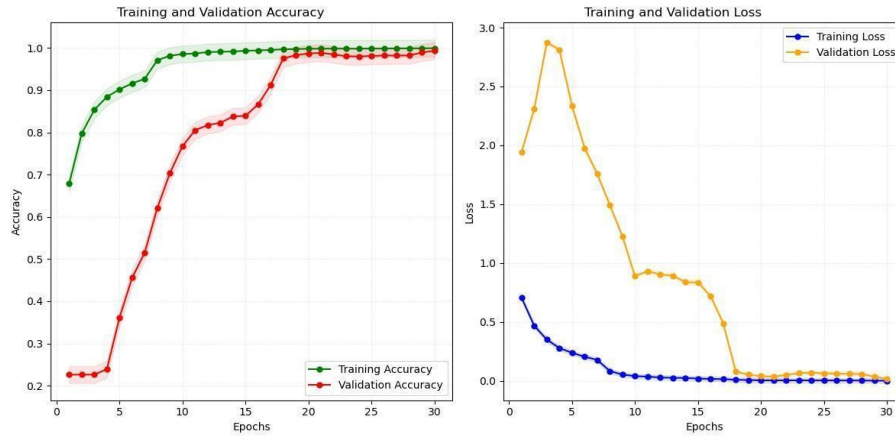 Training and Validation Accuracy
1.0
0.9
0.8
0.7
0.6
0.5
0.4
0.3
0.2
Accuracy
0 5 10 15 20 25 30
Epochs
Training Accuracy
Validation Accuracy
Training and Validation Loss
3.0
2.5
2.0
1.5
1.0
0.5
0.0
Loss
0 5 10 15 20 25 30
Epochs
Training Loss
Validation Loss